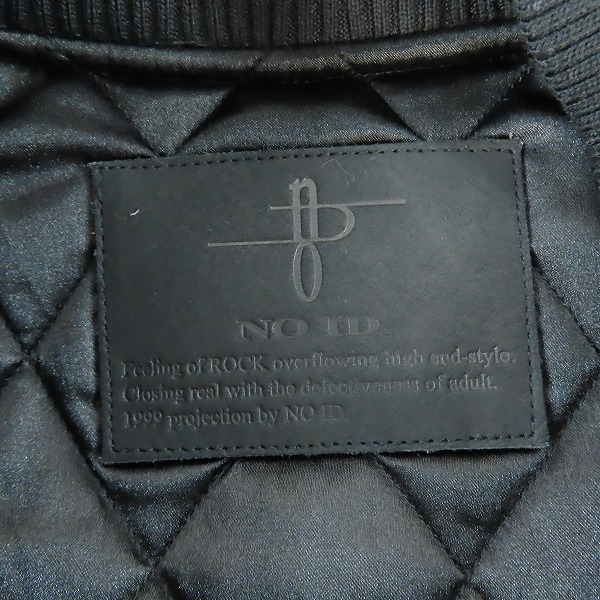 NO ID
Feeling of ROCK overflowing high end-style.
Closing real with the defectiveness of adult.
1999 projection by NO ID.